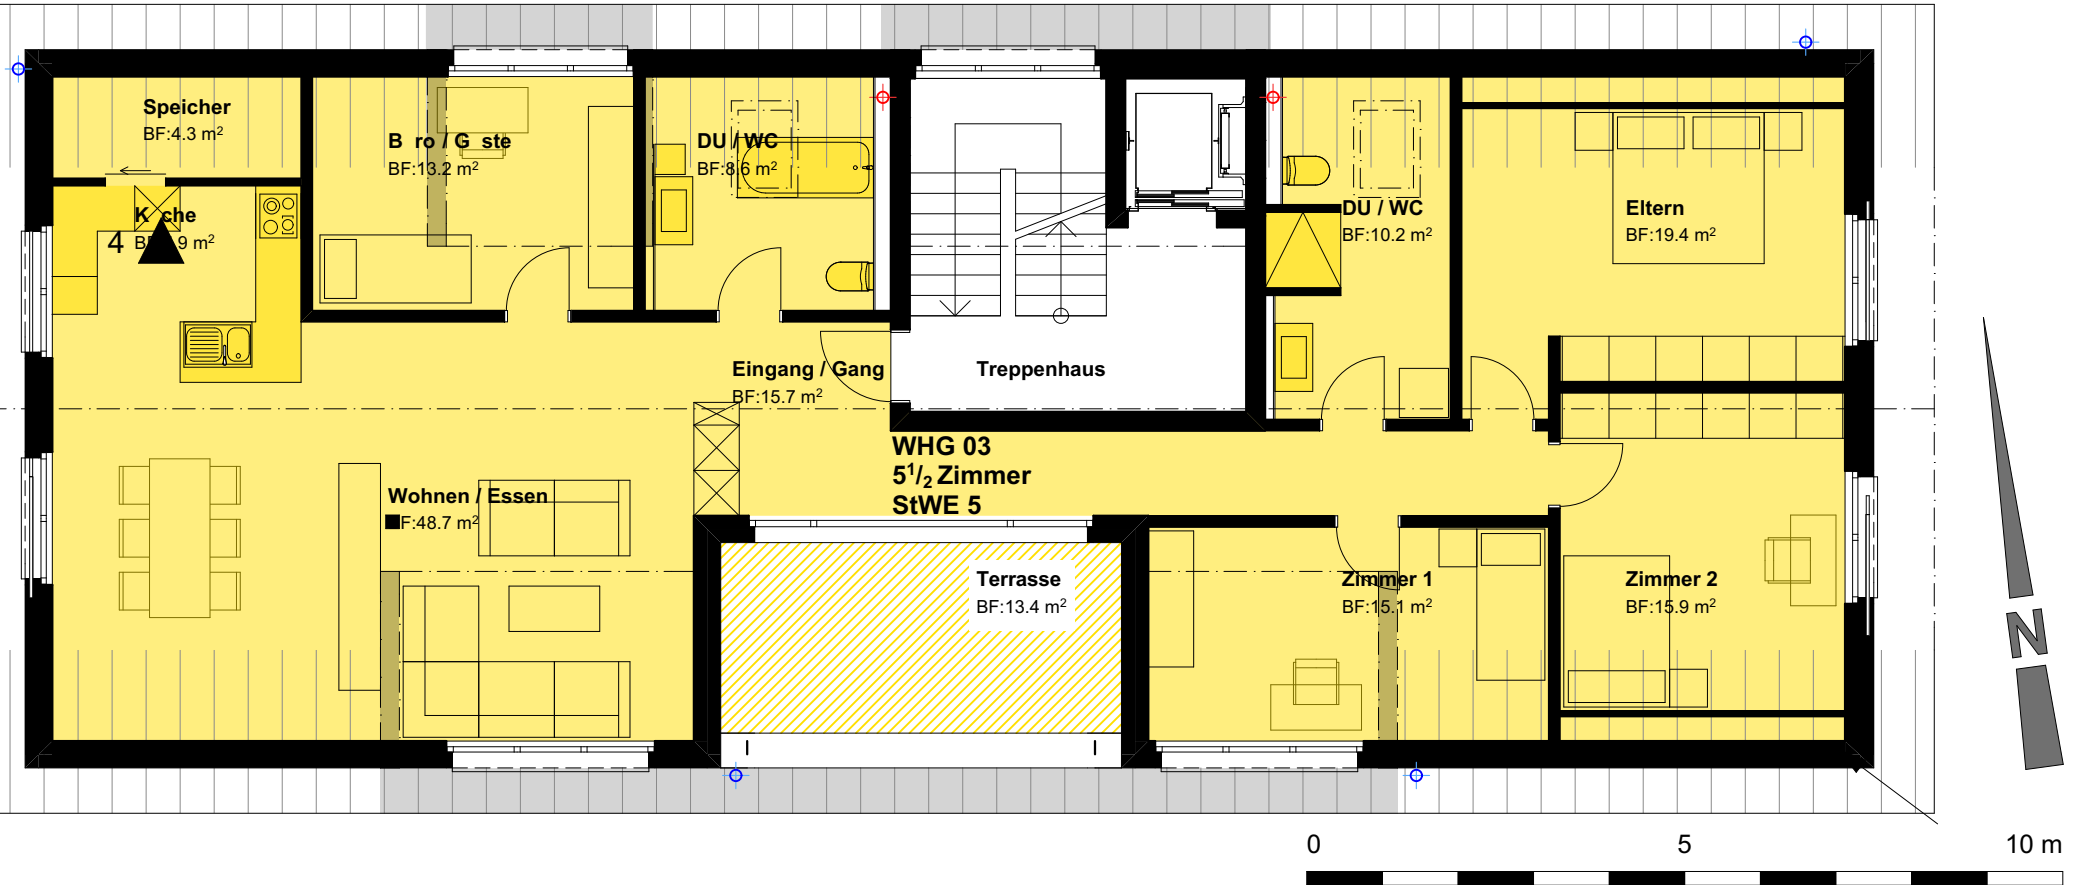 Speicher
BF:4.3 m²
B ro / G ste
BF:13.2 m²
DU / WC
BF:8.6 m²
DU / WC
BF:10.2 m²
Eltern
BF:19.4 m²
K che
4
9 m²
Eingang / Gang
BF:15.7 m²
Treppenhaus
WHG 03
5¹/₂ Zimmer
StWE 5
Wohnen / Essen
F:48.7 m²
Terrasse
BF:13.4 m²
Zimmer 1
BF:15.1 m²
Zimmer 2
BF:15.9 m²
N
0 5 10 m